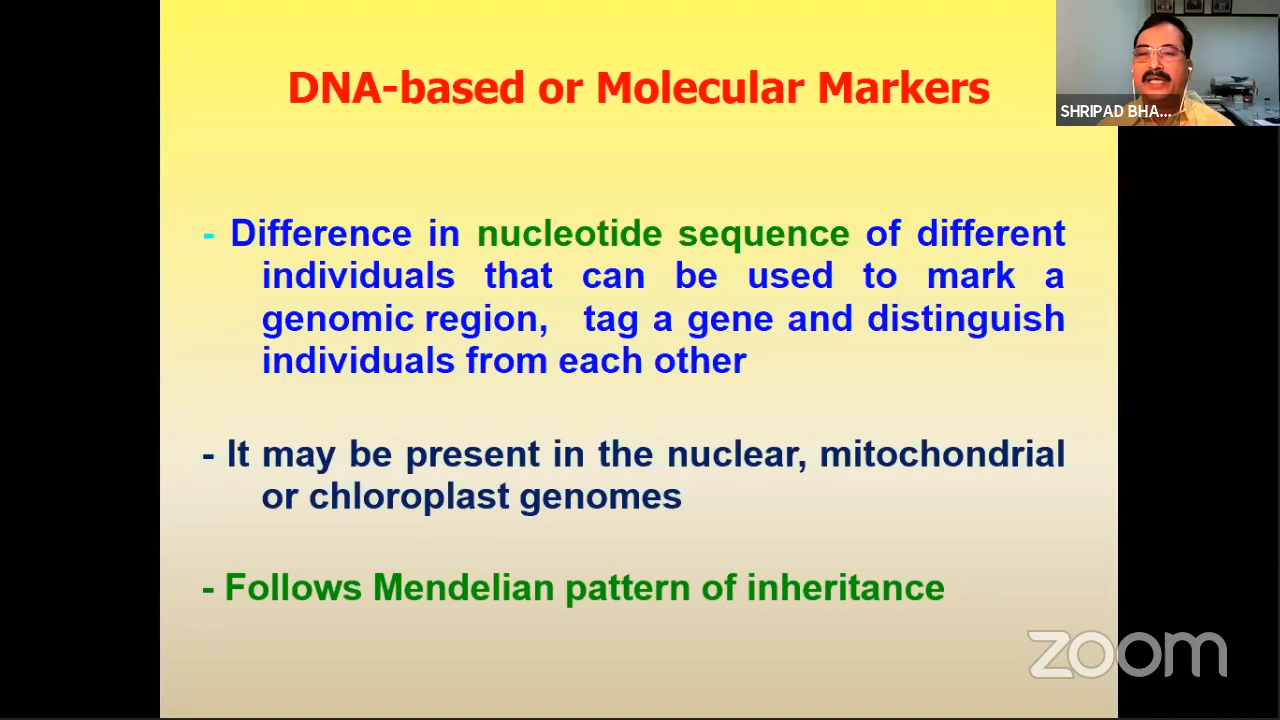 DNA-based or Molecular Markers
SHRIPAD BHA...
- Difference in nucleotide sequence of different
individuals that can be used to mark a
genomic region, tag a gene and distinguish
individuals from each other
- It may be present in the nuclear, mitochondrial
or chloroplast genomes
- Follows Mendelian pattern of inheritance
zoom